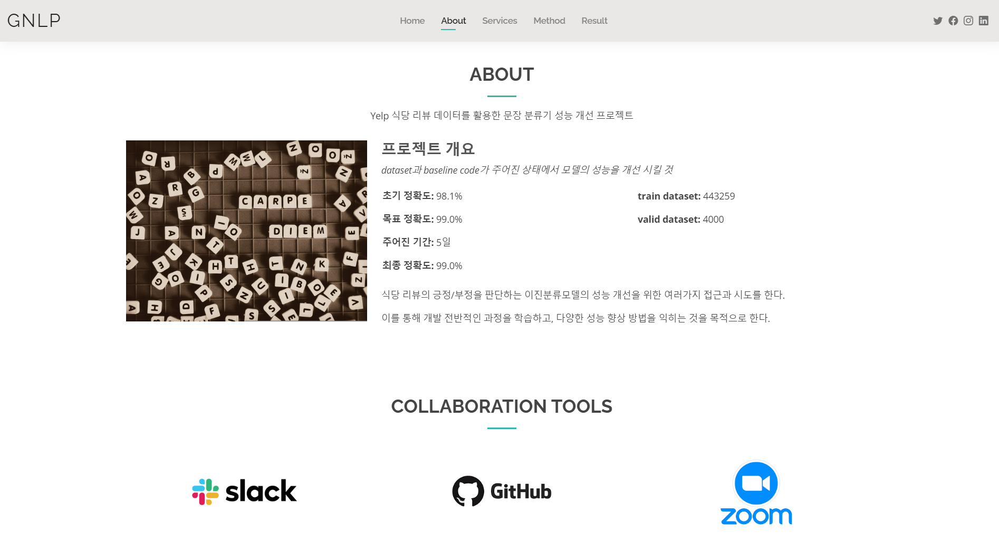 GNLP
Home About Services Method Result
ABOUT
Yelp 식당 리뷰 데이터를 활용한 문장 분류기 성능 개선 프로젝트
CARPE
DIEM
프로젝트 개요
dataset과 baseline code가 주어진 상태에서 모델의 성능을 개선 시킬 것
초기 정확도: 98.1%
train dataset: 443259
목표 정확도: 99.0%
valid dataset: 4000
주어진 기간: 5일
최종 정확도: 99.0%
식당 리뷰의 긍정/부정을 판단하는 이진분류모델의 성능 개선을 위한 여러가지 접근과 시도를 한다.
이를 통해 개발 전반적인 과정을 학습하고, 다양한 성능 향상 방법을 익히는 것을 목적으로 한다.
COLLABORATION TOOLS
slack
GitHub
zoom